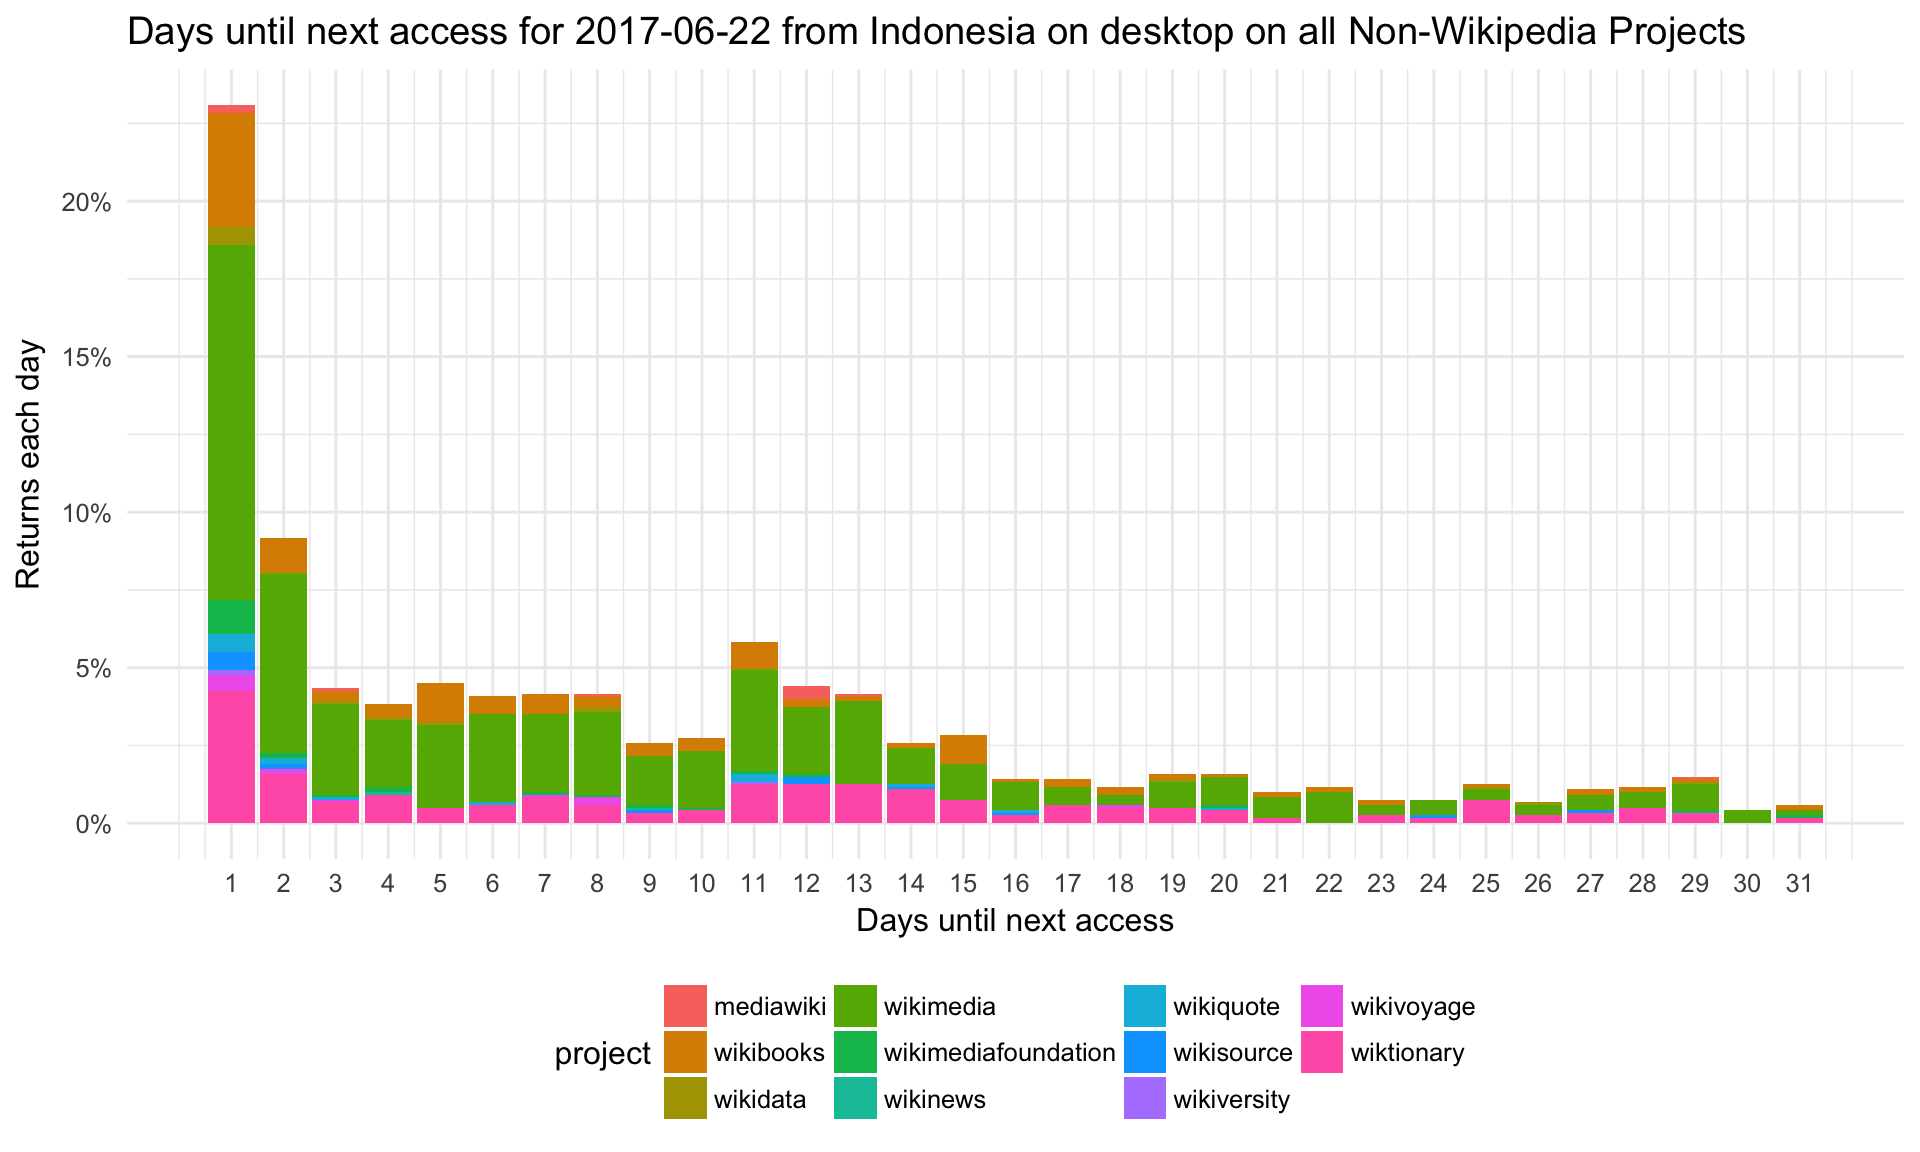 Days until next access for 2017-06-22 from Indonesia on desktop on all Non-Wikipedia Projects
Returns each day
20%
15%
10%
5%
0%
1 2 3 4 5 6 7 8 9 10 11 12 13 14 15 16 17 18 19 20 21 22 23 24 25 26 27 28 29 30 31
Days until next access
project
mediawiki wikimedia wikiquote wikivoyage
wikibooks wikimediafoundation wikisource wiktionary
wikidata wikinews wikiversity